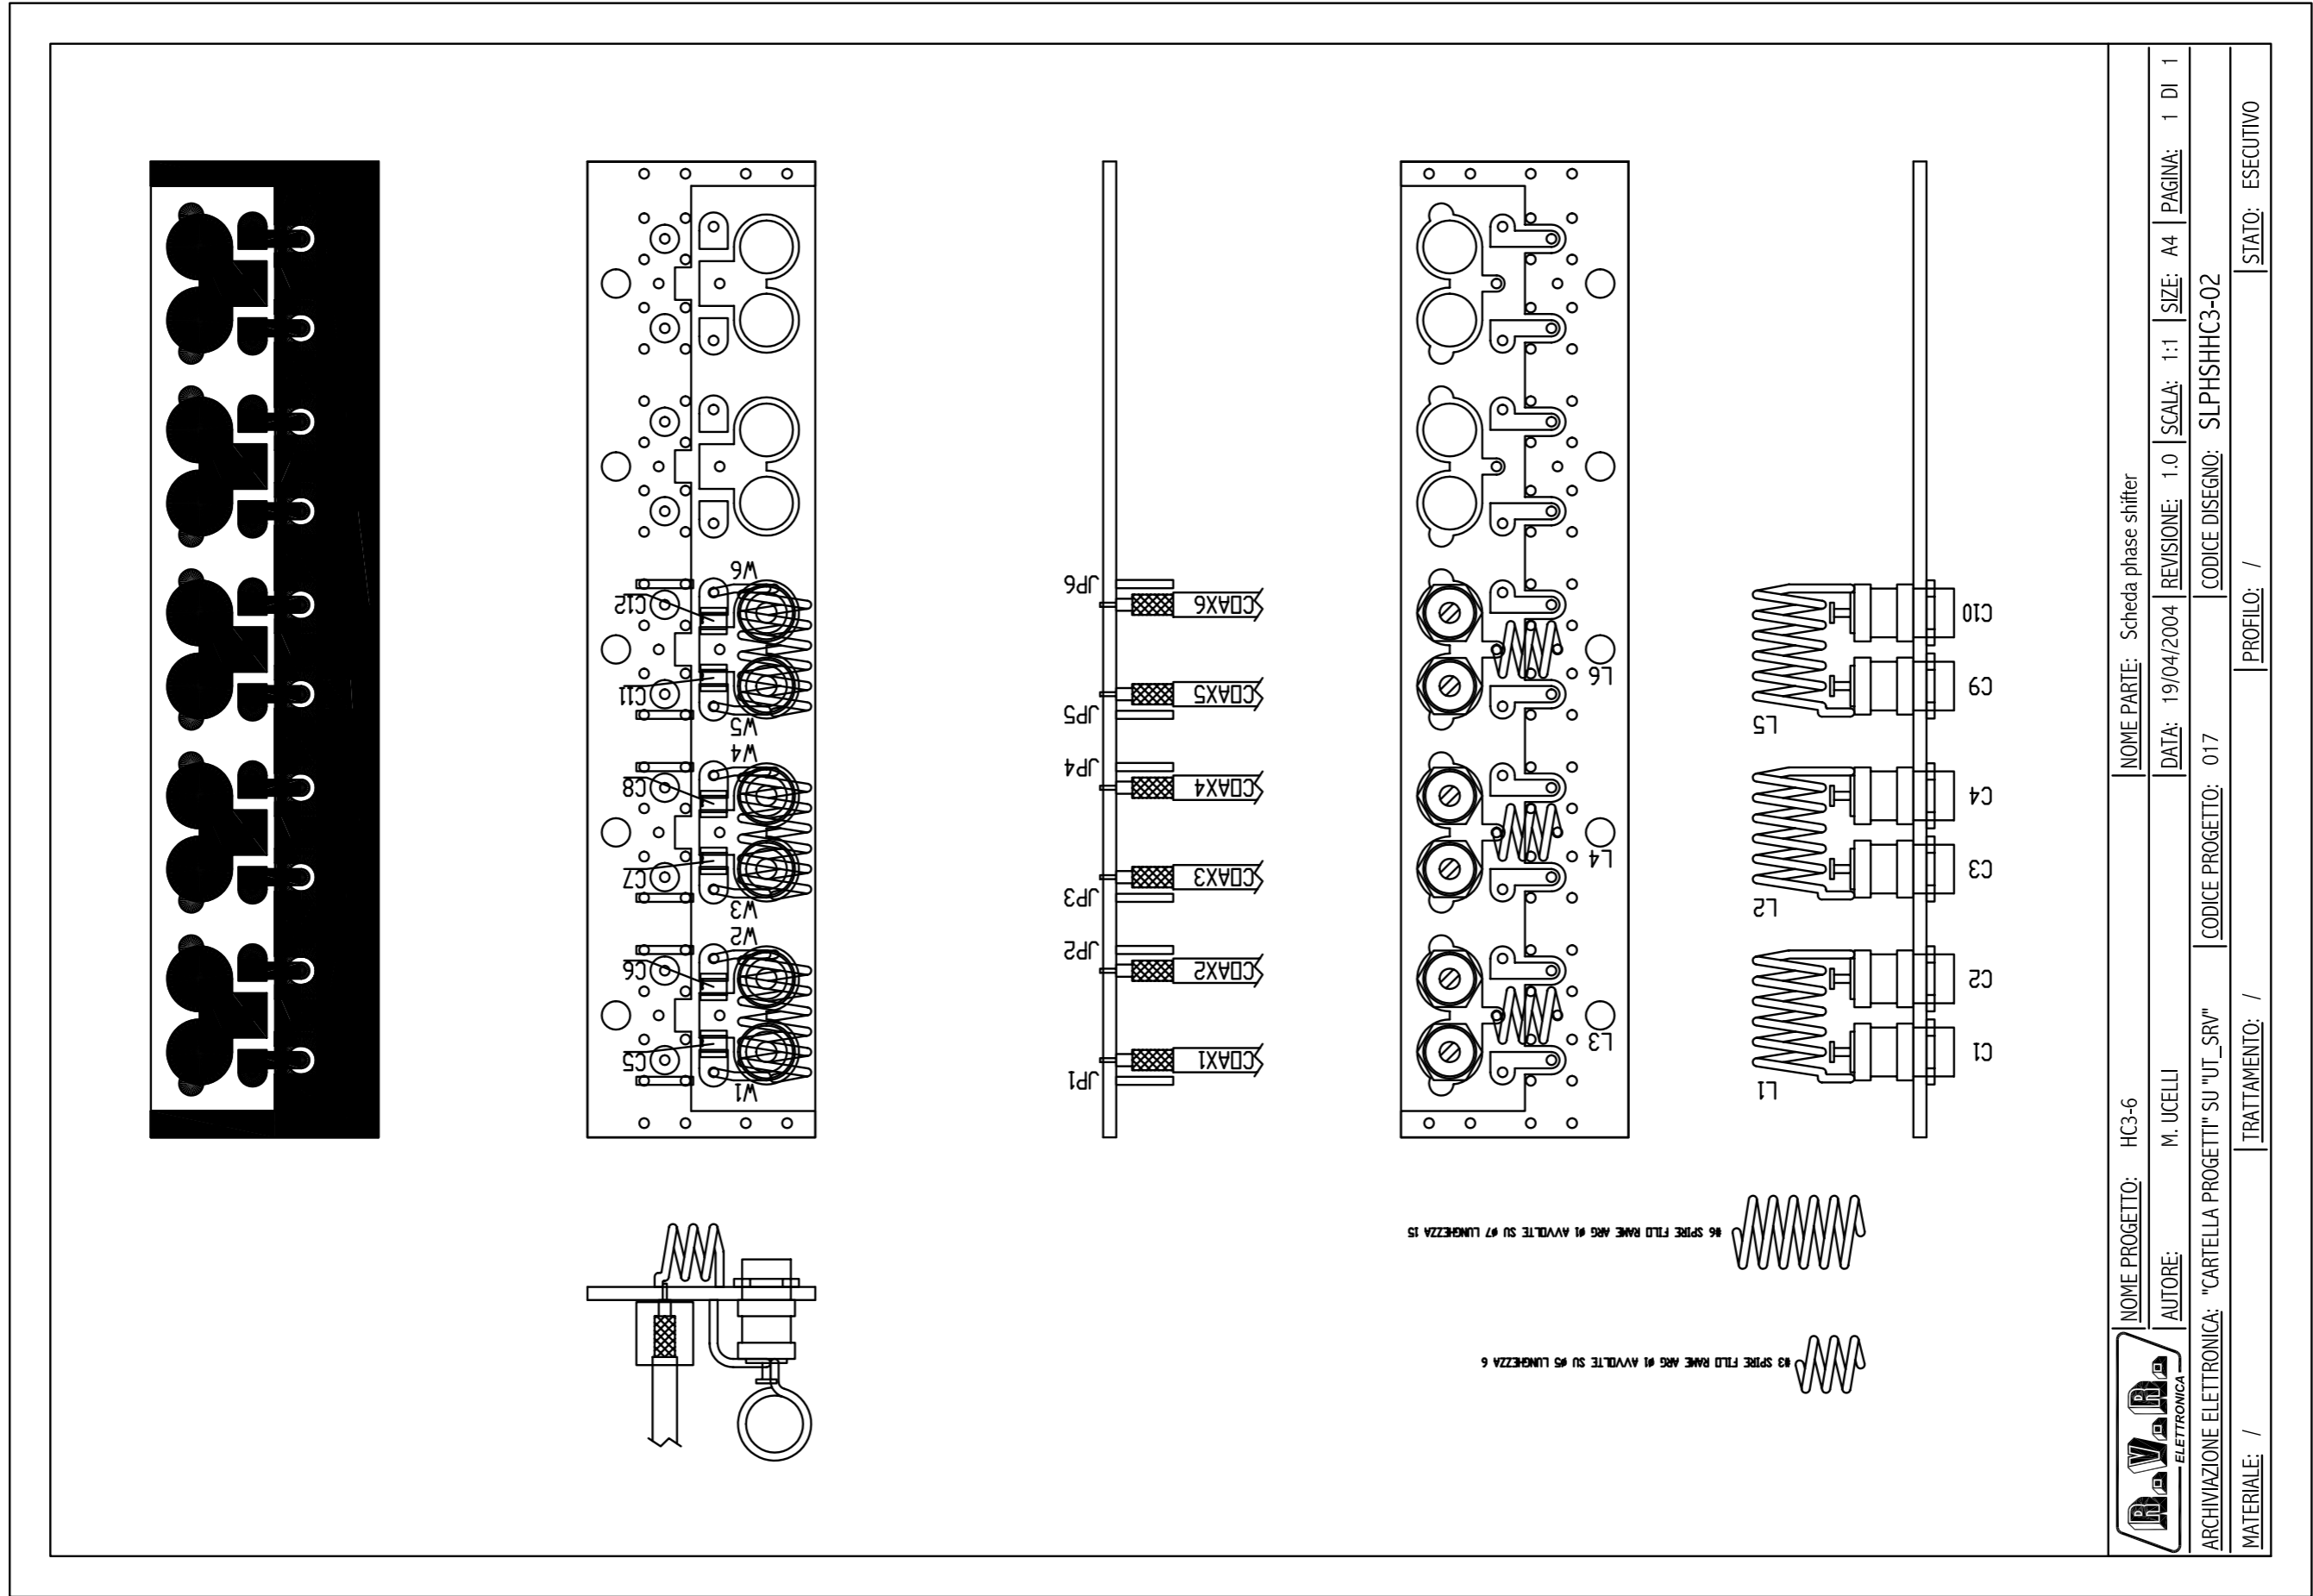 C12
W6
C11
W5
W4
C8
C7
W3
W2
C6
C5
W1
JP6
COAX6
COAX5
JP5
JP4
COAX4
COAX3
JP3
JP2
COAX2
COAX1
JP1
L6
L4
L3
C10
C9
L5
C4
C3
L2
C2
C1
L1
#6 SPIRE FILO RAME ARG ø1 AVVOLTE SU ø7 LUNGHEZZA 15
#3 SPIRE FILO RAME ARG ø1 AVVOLTE SU ø5 LUNGHEZZA 6
R.V.R.
ELETTRONICA
NOME PROGETTO: HC3-6
NOME PARTE: Scheda phase shifter
AUTORE: M. UCELLI
DATA: 19/04/2004 REVISIONE: 1.0 SCALA: 1:1 SIZE: A4 PAGINA: 1 DI 1
ARCHIVIAZIONE ELETTRONICA: "CARTELLA PROGETTI" SU "UT_SRV" CODICE PROGETTO: 017 CODICE DISEGNO: SLPHSHHC3-02
MATERIALE: / TRATTAMENTO: / PROFILO: / STATO: ESECUTIVO